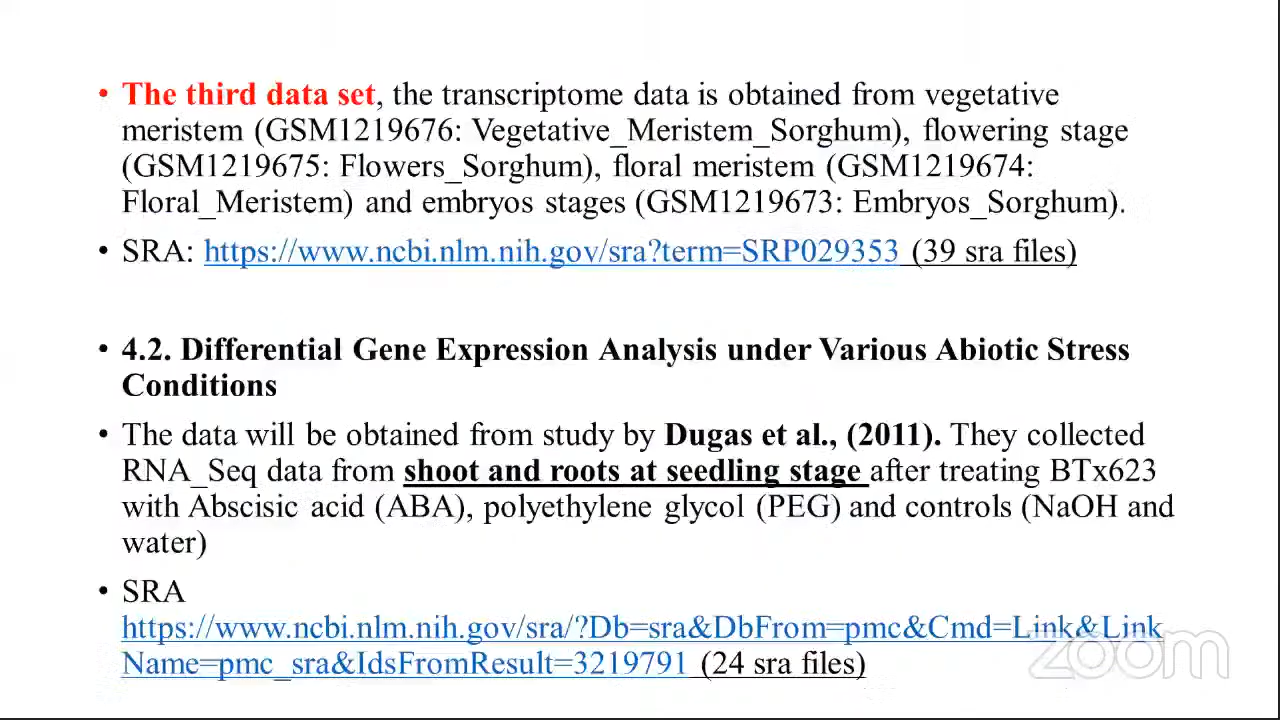 • The third data set, the transcriptome data is obtained from vegetative
meristem (GSM1219676: Vegetative_Meristem_Sorghum), flowering stage
(GSM1219675: Flowers_Sorghum), floral meristem (GSM1219674:
Floral_Meristem) and embryos stages (GSM1219673: Embryos_Sorghum).
• SRA: https://www.ncbi.nlm.nih.gov/sra?term=SRP029353 (39 sra files)
• 4.2. Differential Gene Expression Analysis under Various Abiotic Stress
Conditions
• The data will be obtained from study by Dugas et al., (2011). They collected
RNA_Seq data from shoot and roots at seedling stage after treating BTx623
with Abscisic acid (ABA), polyethylene glycol (PEG) and controls (NaOH and
water)
• SRA
https://www.ncbi.nlm.nih.gov/sra/?Db=sra&DbFrom=pmc&Cmd=Link&Link
Name=pmc_sra&IdsFromResult=3219791 (24 sra files)
zoom